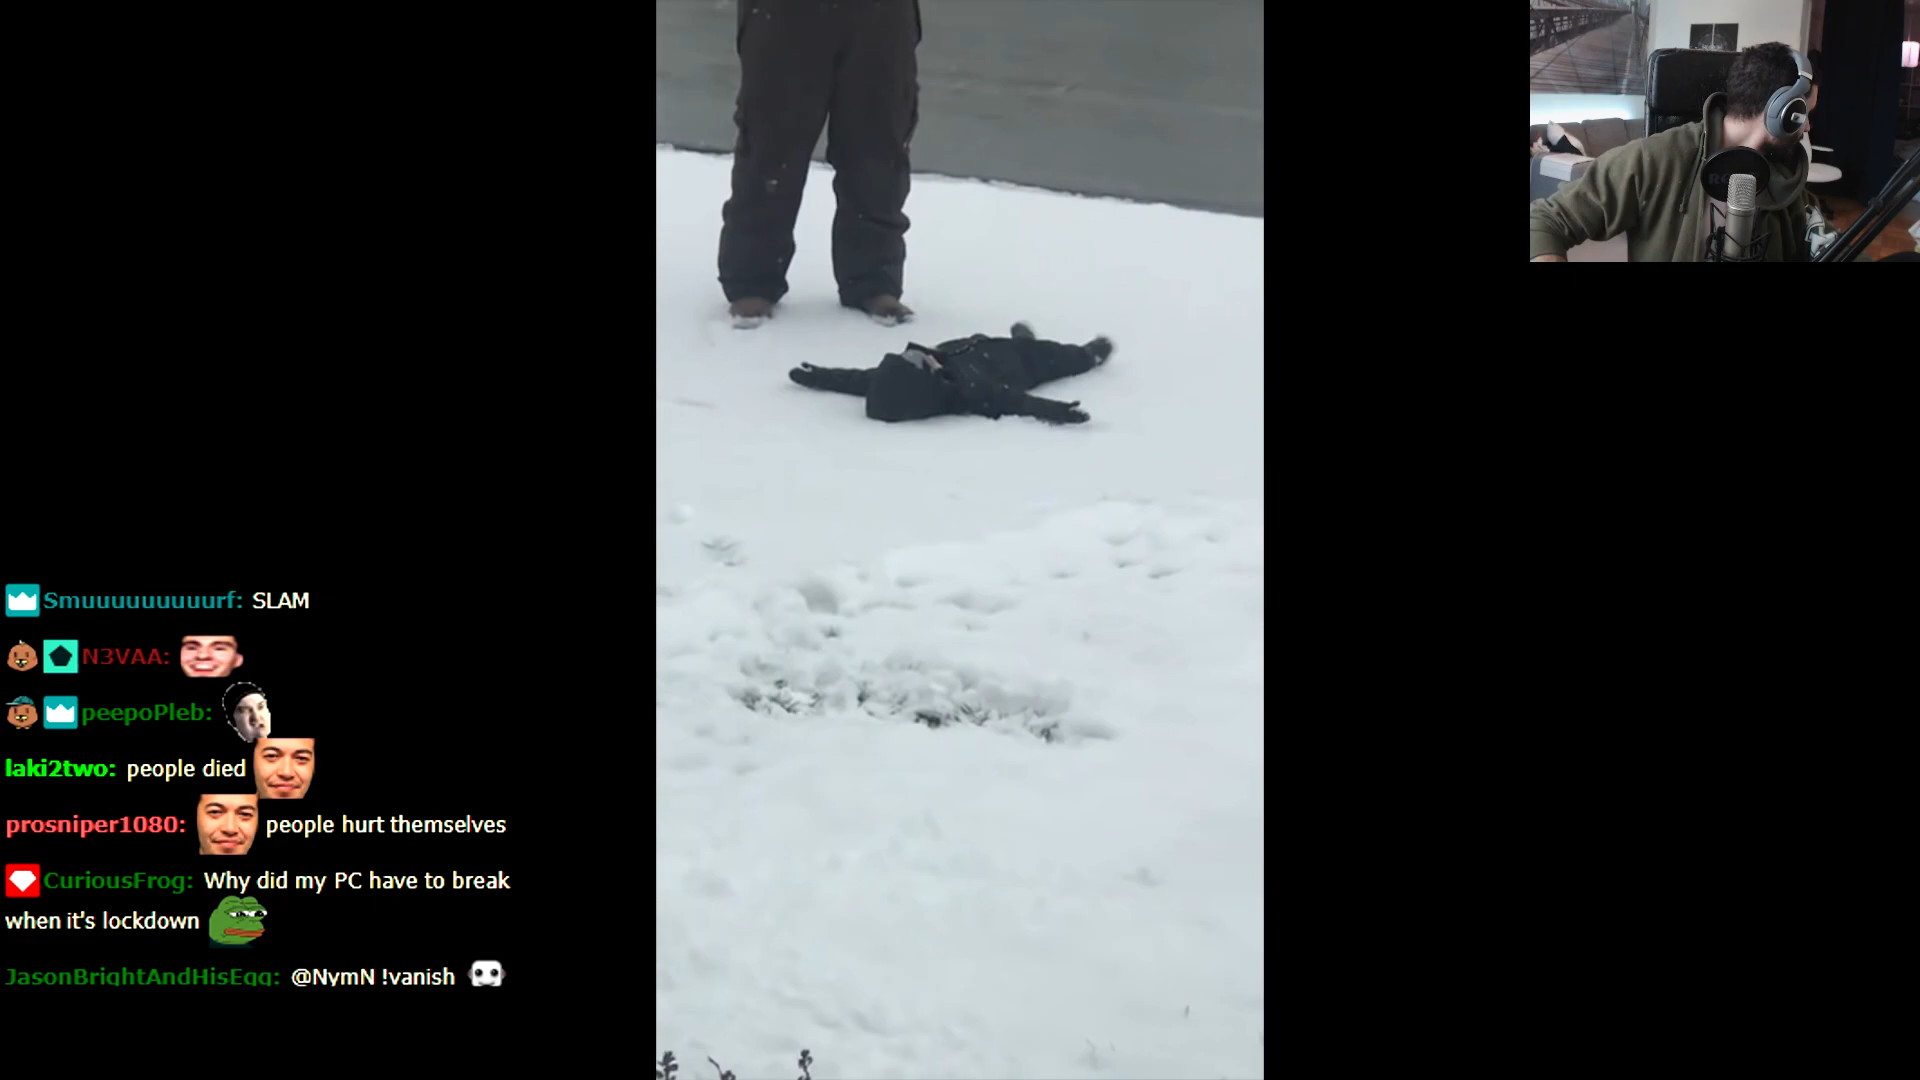 Smuuuuuuuuurf: SLAM
N3VAA:
peepoPleb:
laki2two: people died
prosniper1080: people hurt themselves
CuriousFrog: Why did my PC have to break
when it's lockdown
JasonBrightAndHisEgg: @NymN !vanish